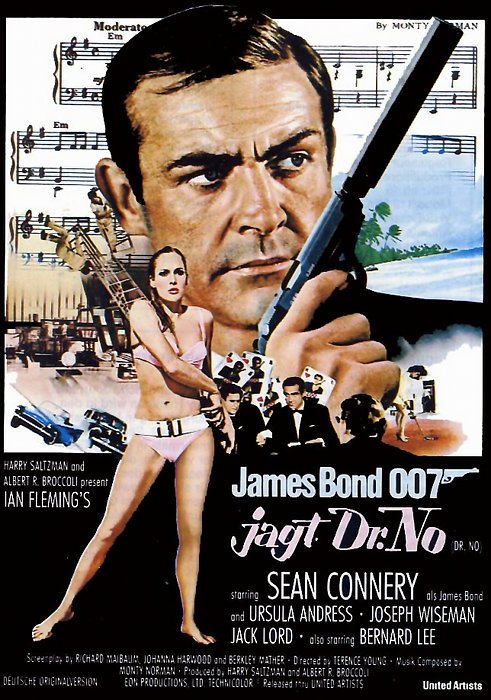 Moderato
By MONTY NORMAN
Em
Em
HARRY SALTZMAN and
ALBERT R. BROCCOLI present
IAN FLEMING'S
James Bond 007
jagt Dr. No
(DR. NO)
starring SEAN CONNERY als James Bond
and URSULA ANDRESS · JOSEPH WISEMAN
JACK LORD · also starring BERNARD LEE
Screenplay by RICHARD MAIBAUM, JOHANNA HARWOOD and BERKLEY MATHER · Directed by TERENCE YOUNG · Music Composed by
MONTY NORMAN · Produced by HARRY SALTZMAN and ALBERT R. BROCCOLI
DEUTSCHE ORIGINALVERSION
EON PRODUCTIONS, LTD. TECHNICOLOR · Released thru UNITED ARTISTS
United Artists